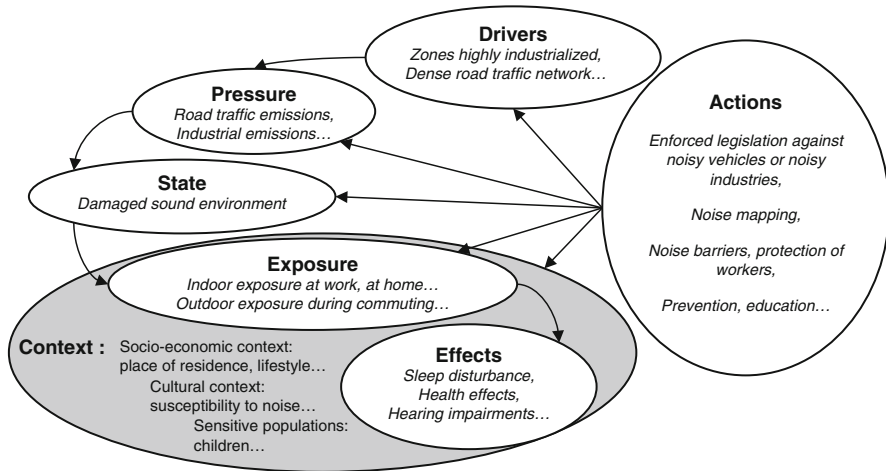 Drivers
Zones highly industrialized,
Dense road traffic network…
Pressure
Road traffic emissions,
Industrial emissions…
State
Damaged sound environment
Exposure
Indoor exposure at work, at home…
Outdoor exposure during commuting…
Context :
Socio-economic context:
place of residence, lifestyle…
Cultural context:
susceptibility to noise…
Sensitive populations:
children…
Effects
Sleep disturbance,
Health effects,
Hearing impairments…
Actions
Enforced legislation against
noisy vehicles or noisy
industries,
Noise mapping,
Noise barriers, protection of
workers,
Prevention, education…